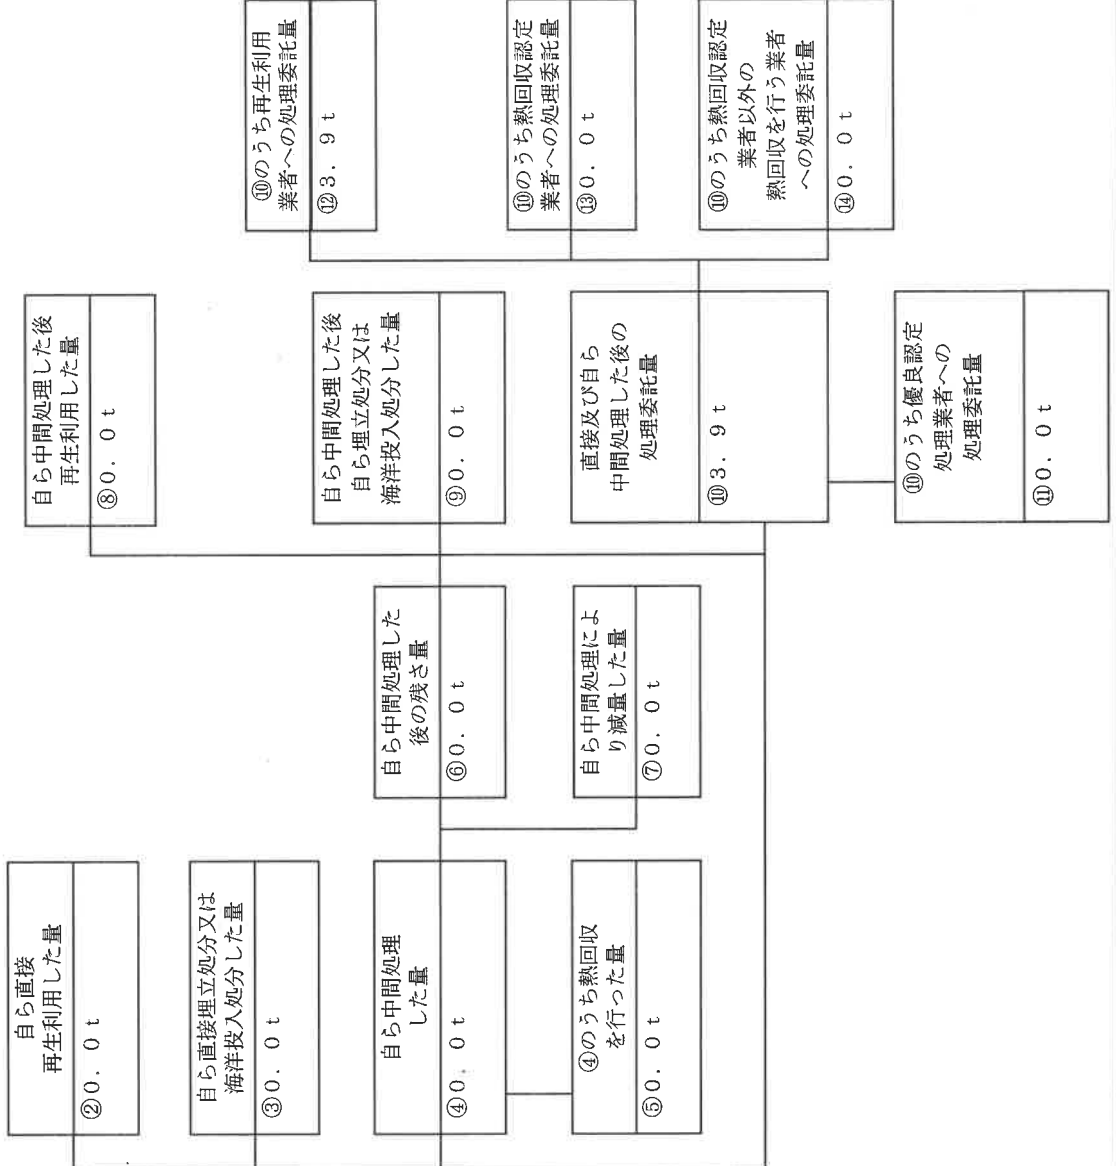 自ら直接
再生利用した量
②0.0t
自ら直接埋立処分又は
海洋投入処分した量
③0.0t
自ら中間処理
した量
④0.0t
④のうち熱回収
を行った量
⑤0.0t
自ら中間処理した
後の残さ量
⑥0.0t
自ら中間処理によ
り減量した量
⑦0.0t
自ら中間処理した後
再生利用した量
⑧0.0t
自ら中間処理した後
自ら埋立処分又は
海洋投入処分した量
⑨0.0t
直接及び自ら
中間処理した後の
処理委託量
⑩3.9t
⑩のうち優良認定
処理業者への
処理委託量
⑪0.0t
⑩のうち再生利用
業者への処理委託量
⑫3.9t
⑩のうち熱回収認定
業者への処理委託量
⑬0.0t
⑩のうち熱回収認定
業者以外の
熱回収を行う業者
への処理委託量
⑭0.0t